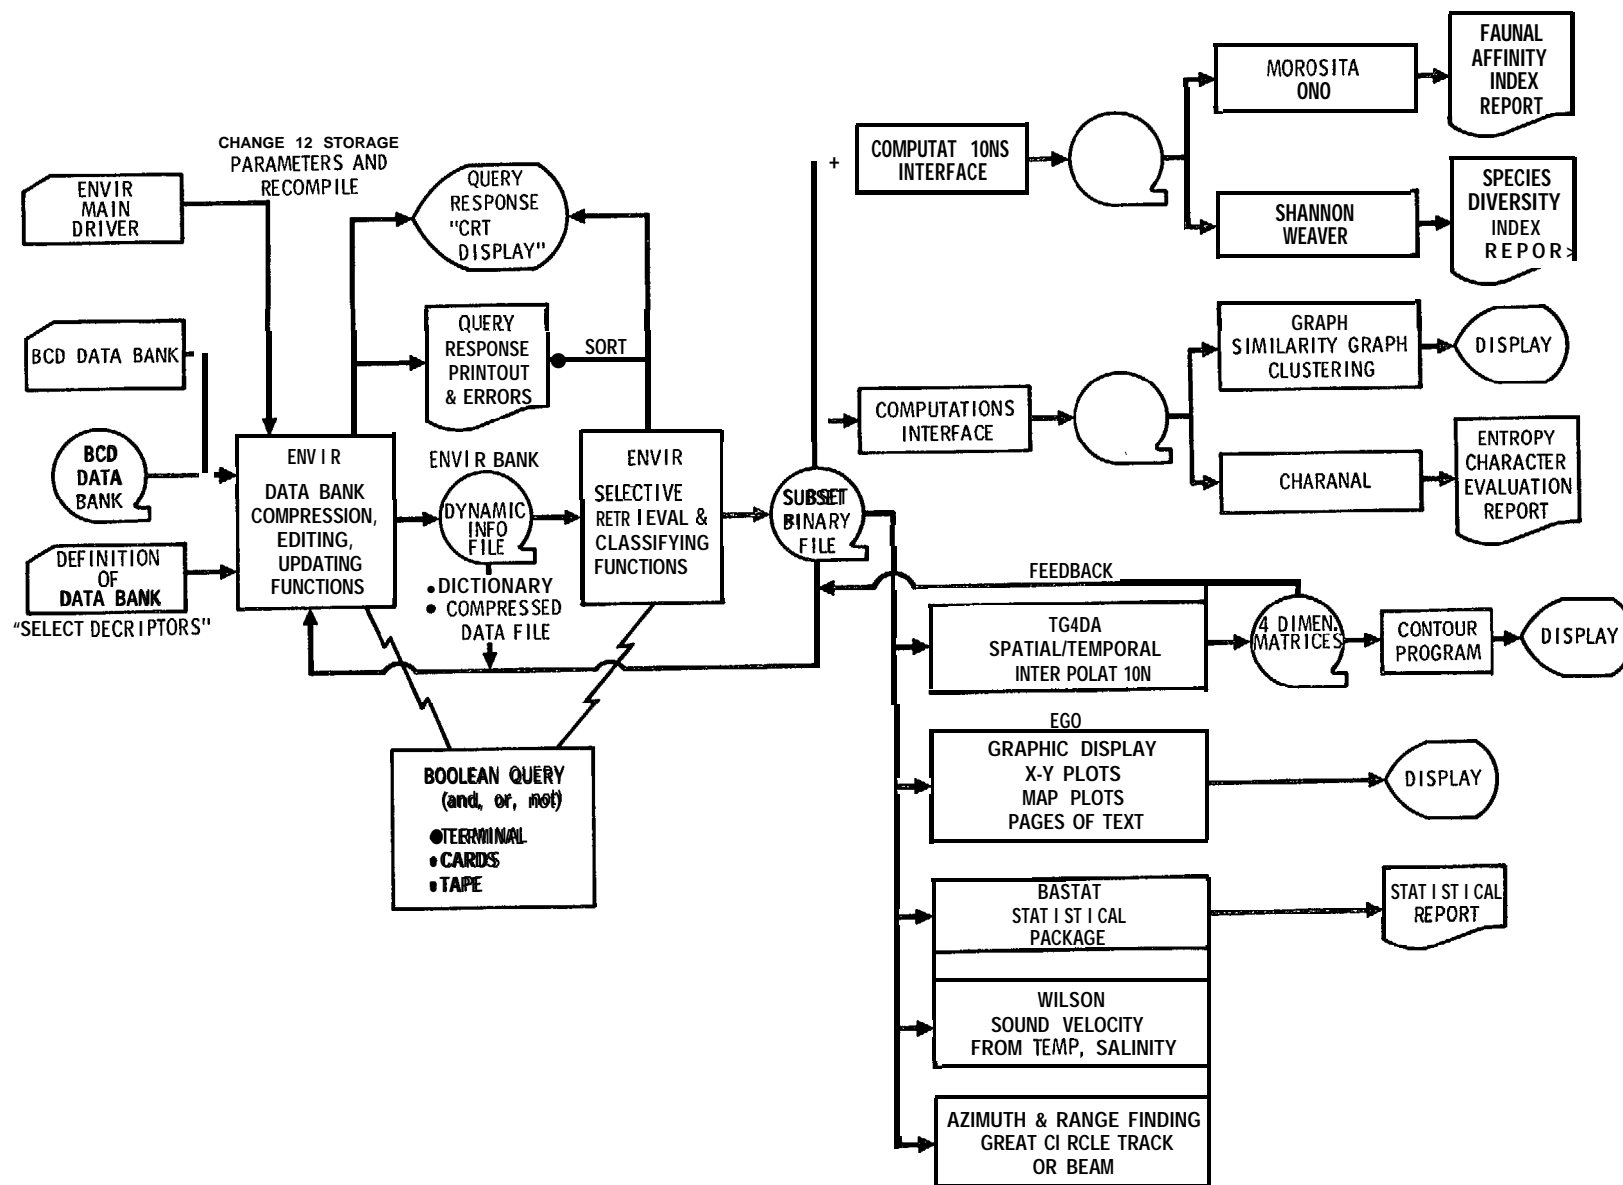 CHANGE 12 STORAGE
PARAMETERS AND
RECOMPILE
ENVIR
MAIN
DRIVER
BCD DATA BANK
BCD
DATA
BANK
DEFINITION
OF
DATA BANK
"SELECT DECRIPTORS"
QUERY
RESPONSE
"CRT
DISPLAY"
QUERY
RESPONSE
PRINTOUT
& ERRORS
SORT
ENVIR
DATA BANK
COMPRESSION,
EDITING,
UPDATING
FUNCTIONS
ENVIR BANK
DYNAMIC
INFO
FILE
•DICTIONARY
• COMPRESSED
DATA FILE
ENVIR
SELECTIVE
RETR IEVAL &
CLASSIFYING
FUNCTIONS
BOOLEAN QUERY
(and, or, not)
•TERMINAL
•CARDS
•TAPE
SUBSET
BINARY
FILE
+
COMPUTAT 10NS
INTERFACE
MOROSITA
ONO
FAUNAL
AFFINITY
INDEX
REPORT
SHANNON
WEAVER
SPECIES
DIVERSITY
INDEX
REPOR>
COMPUTATIONS
INTERFACE
GRAPH
SIMILARITY GRAPH
CLUSTERING
DISPLAY
CHARANAL
ENTROPY
CHARACTER
EVALUATION
REPORT
FEEDBACK
TG4DA
SPATIAL/TEMPORAL
INTER POLAT 10N
4 DIMEN.
MATRICES
CONTOUR
PROGRAM
DISPLAY
EGO
GRAPHIC DISPLAY
X-Y PLOTS
MAP PLOTS
PAGES OF TEXT
DISPLAY
BASTAT
STAT I ST I CAL
PACKAGE
STAT I ST I CAL
REPORT
WILSON
SOUND VELOCITY
FROM TEMP, SALINITY
AZIMUTH & RANGE FINDING
GREAT CI RCLE TRACK
OR BEAM